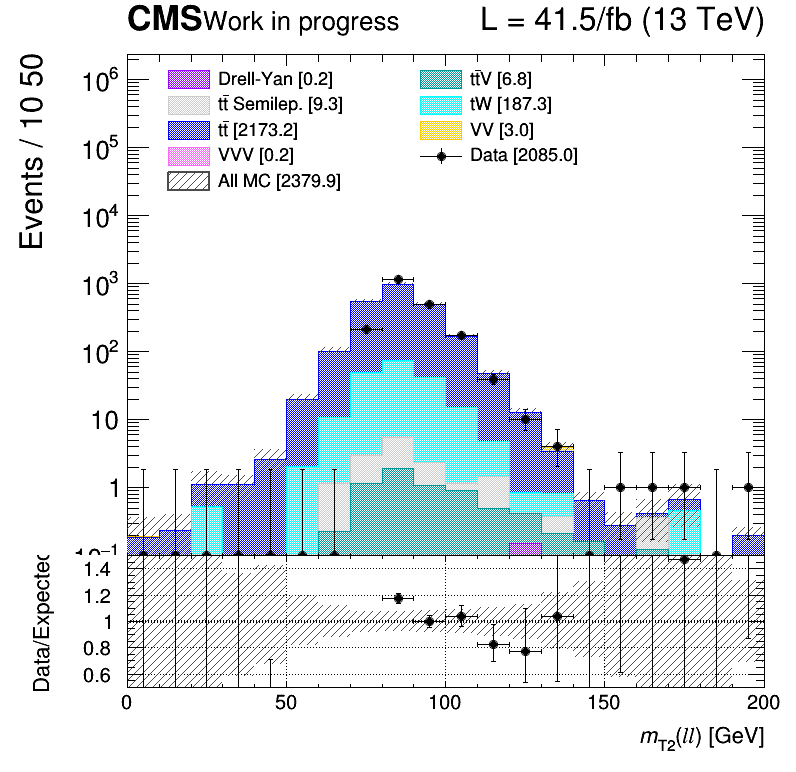 CMS Work in progress L = 41.5/fb (13 TeV)
Events / 10 50
10⁶
10⁵
10⁴
10³
10²
10
1
10⁻¹
Drell-Yan [0.2]
tt̄ Semilep. [9.3]
tt̄ [2173.2]
VVV [0.2]
All MC [2379.9]
tt̄V [6.8]
tW [187.3]
VV [3.0]
Data [2085.0]
Data/Expected
1.4
1.2
1
0.8
0.6
0 50 100 150 200
m_T2(ll) [GeV]